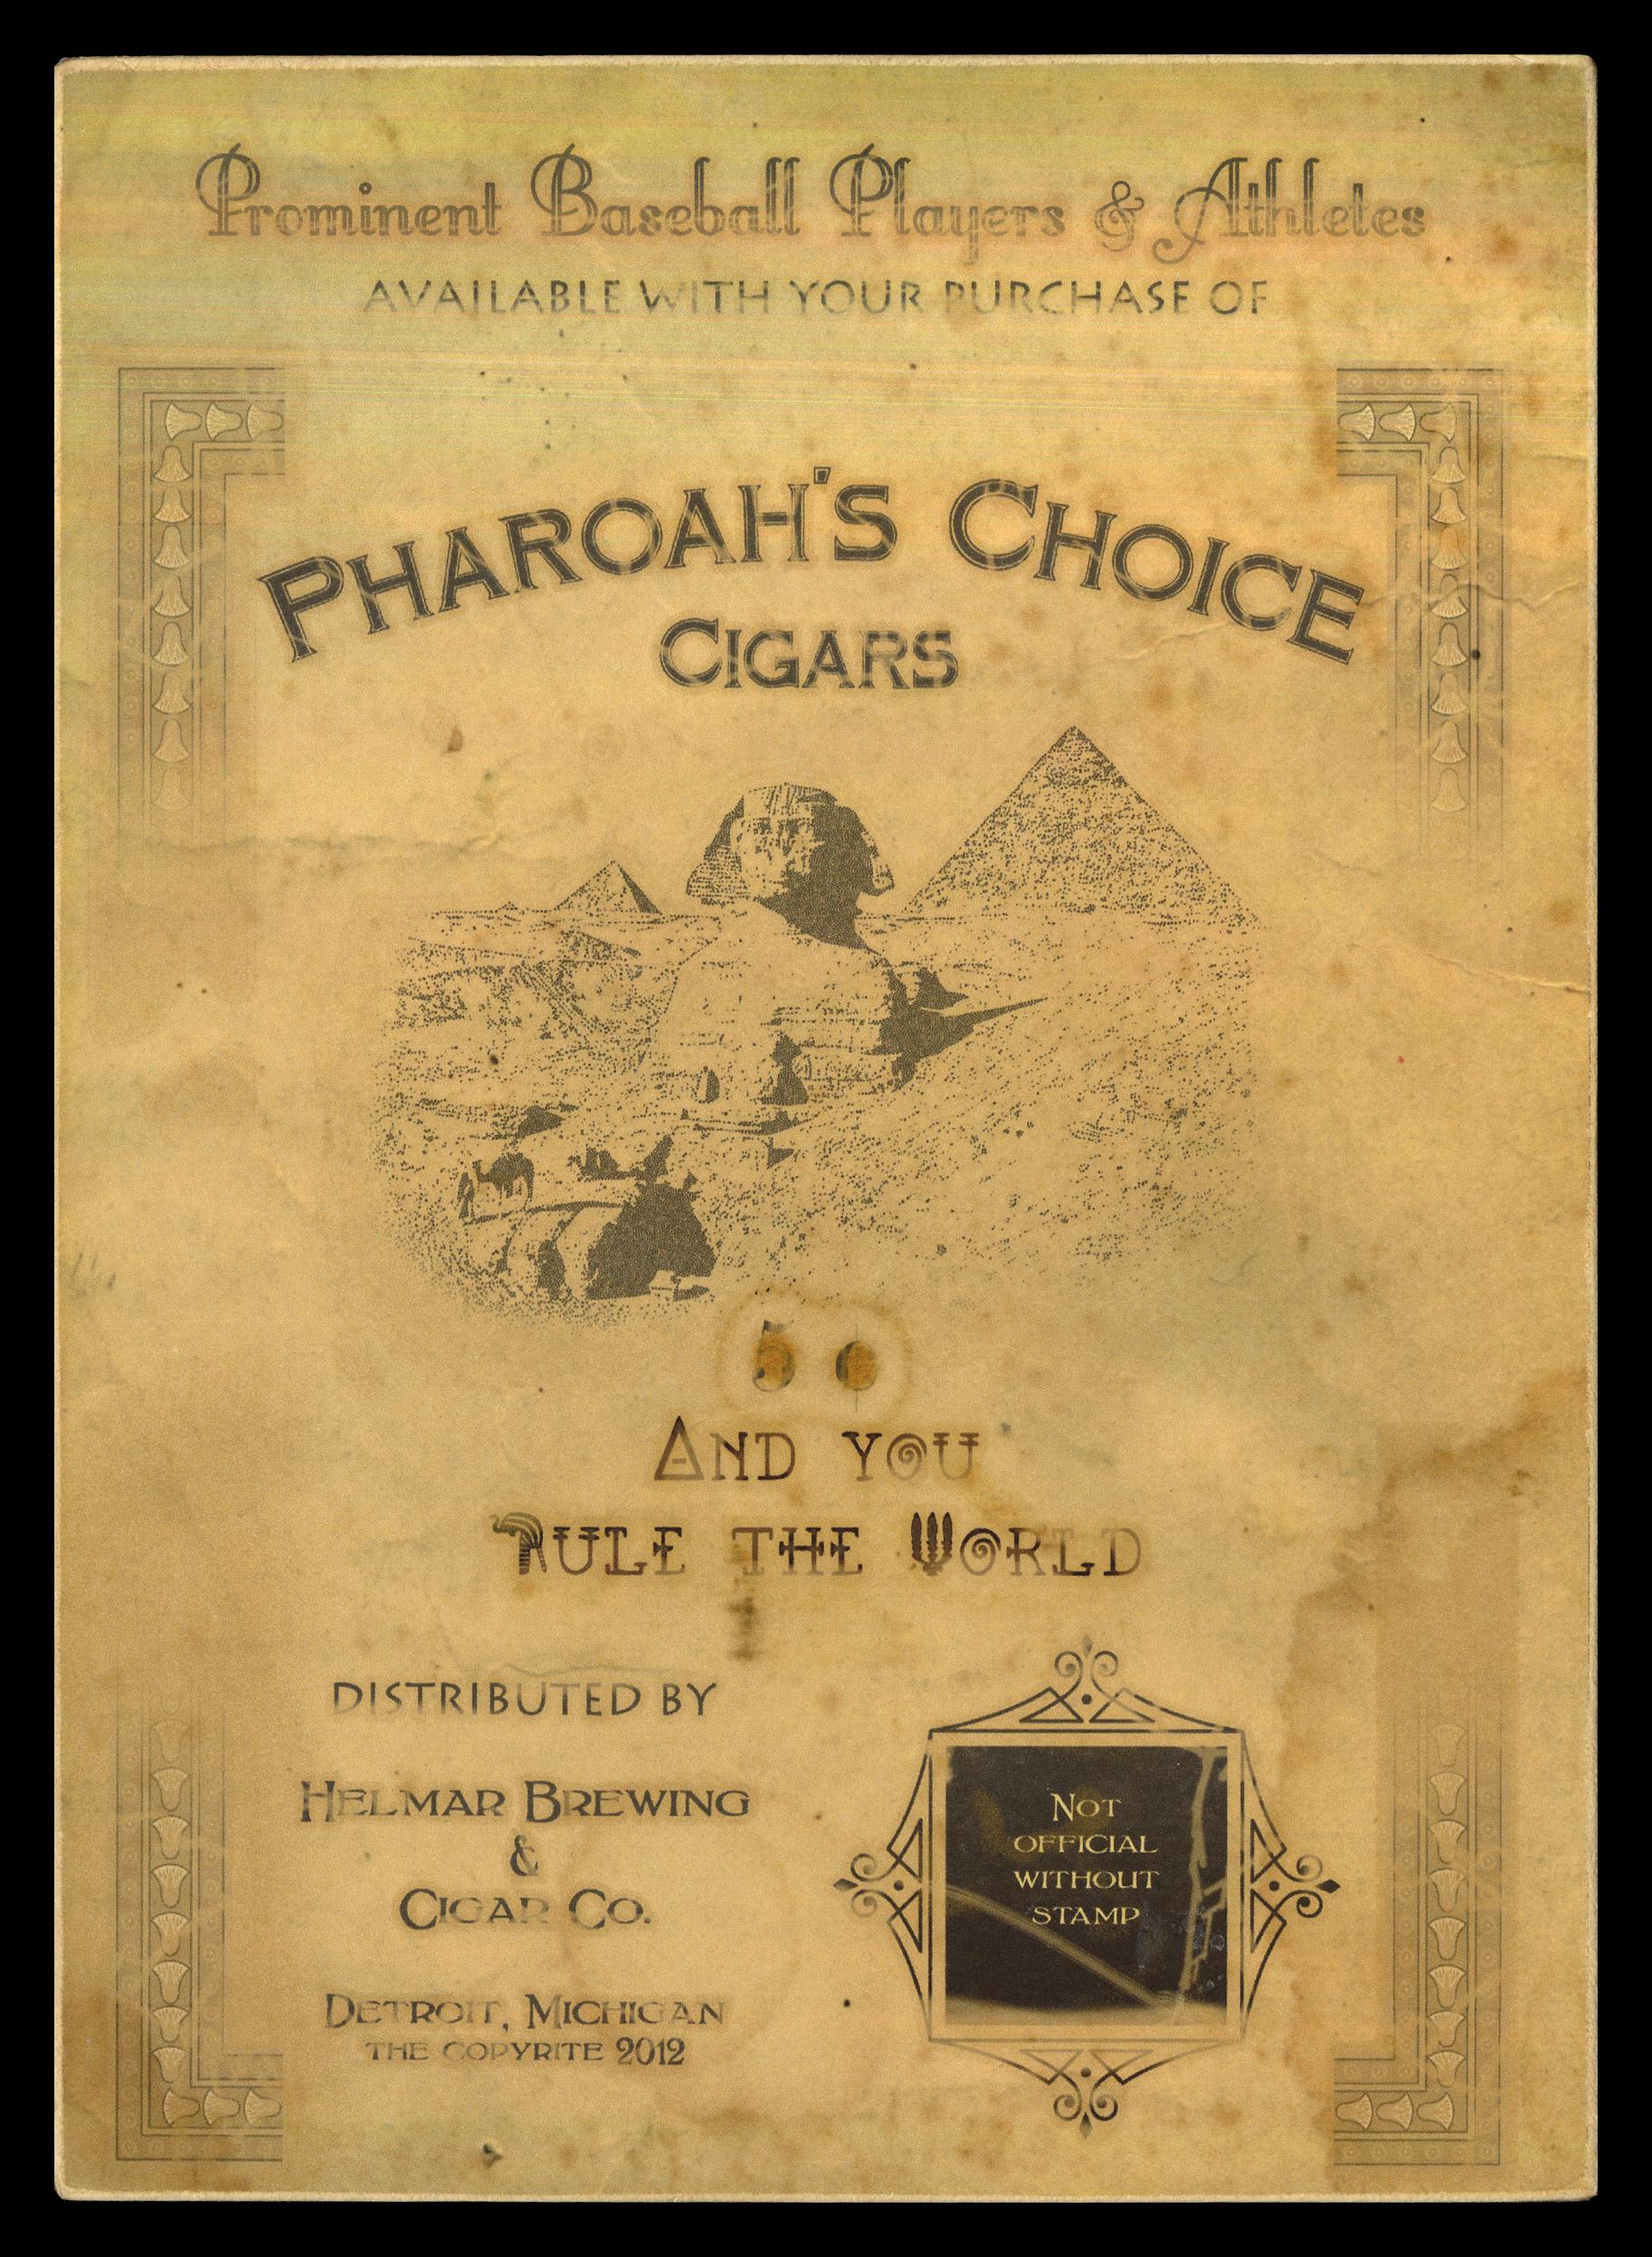 Prominent Baseball Players & Athletes
AVAILABLE WITH YOUR PURCHASE OF
PHAROAH'S CHOICE
CIGARS
5 ¢
AND YOU
RULE THE WORLD
DISTRIBUTED BY
HELMAR BREWING
&
CIGAR CO.
DETROIT, MICHIGAN
THE COPYRITE 2012
NOT
OFFICIAL
WITHOUT
STAMP